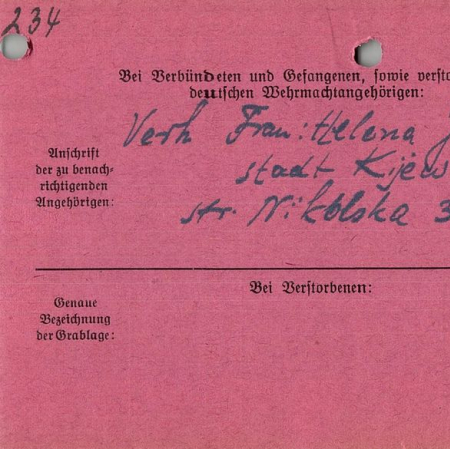 234
Bei Verbündeten und Gefangenen, sowie versto
deutschen Wehrmachtangehörigen:
Verh Frau: Helena
Anschrift
der zu benach-
richtigenden
Angehörigen:
stadt Kijew
str. Nikolska 3
Bei Verstorbenen:
Genaue
Bezeichnung
der Grablage: